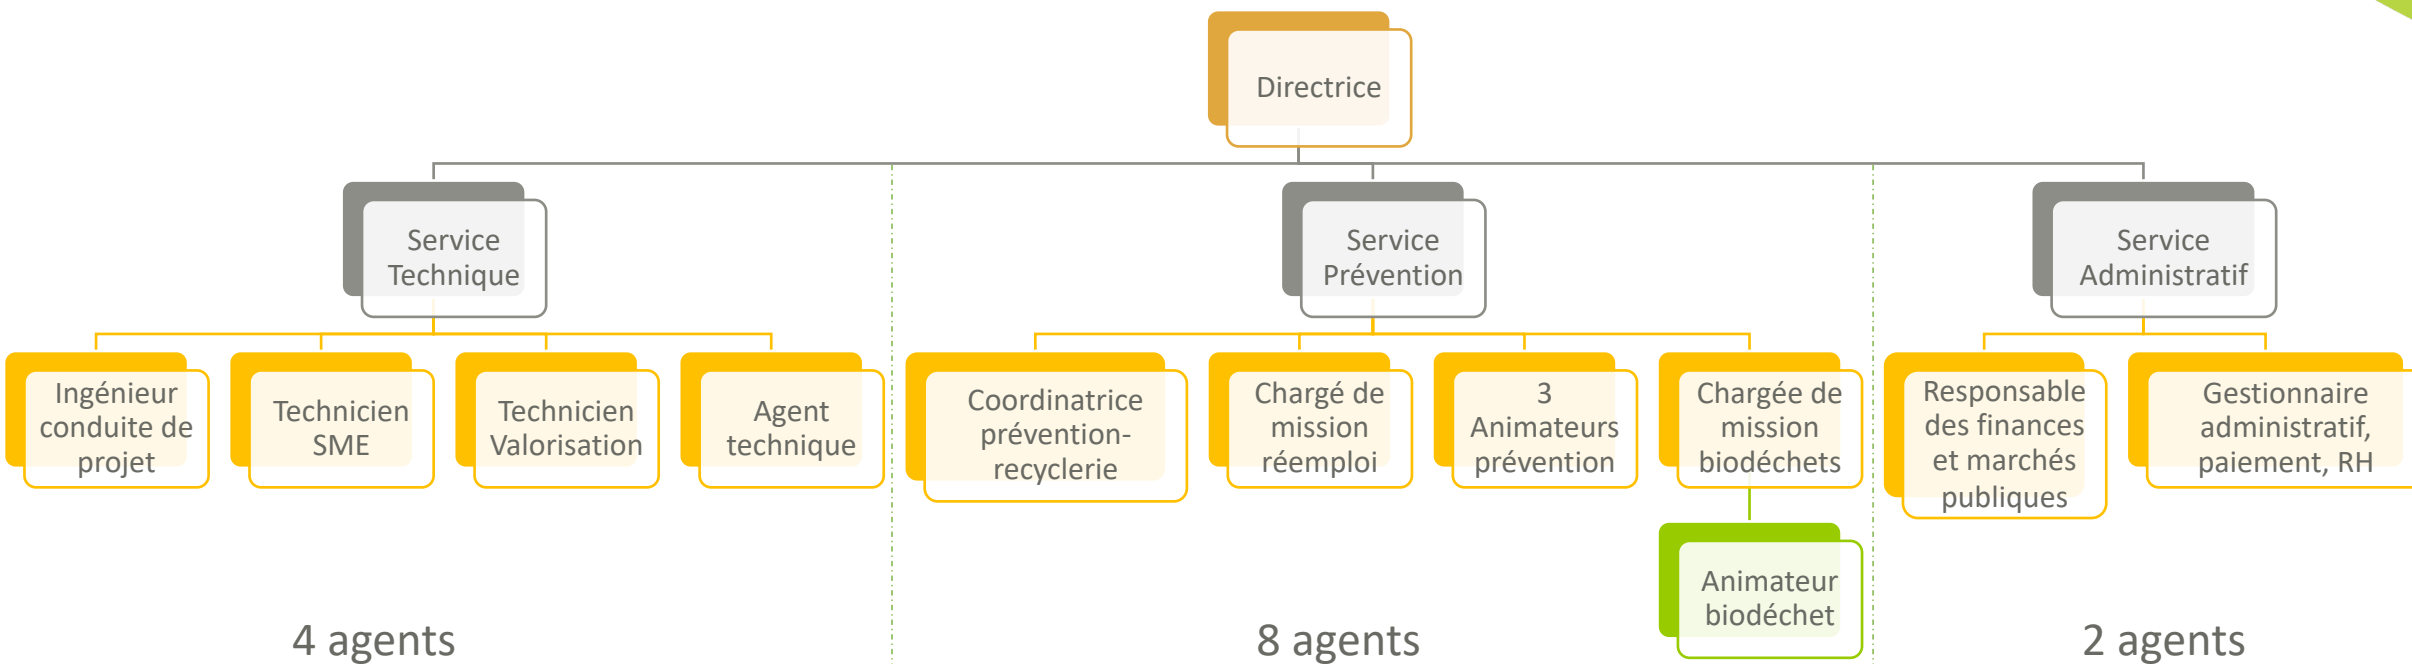 Directrice
Service
Technique
Service
Prévention
Service
Administratif
Ingénieur
conduite de
projet
Technicien
SME
Technicien
Valorisation
Agent
technique
Coordinatrice
prévention-
recyclerie
Chargé de
mission
réemploi
3
Animateurs
prévention
Chargée de
mission
biodéchets
Responsable
des finances
et marchés
publiques
Gestionnaire
administratif,
paiement, RH
Animateur
biodéchet
4 agents
8 agents
2 agents